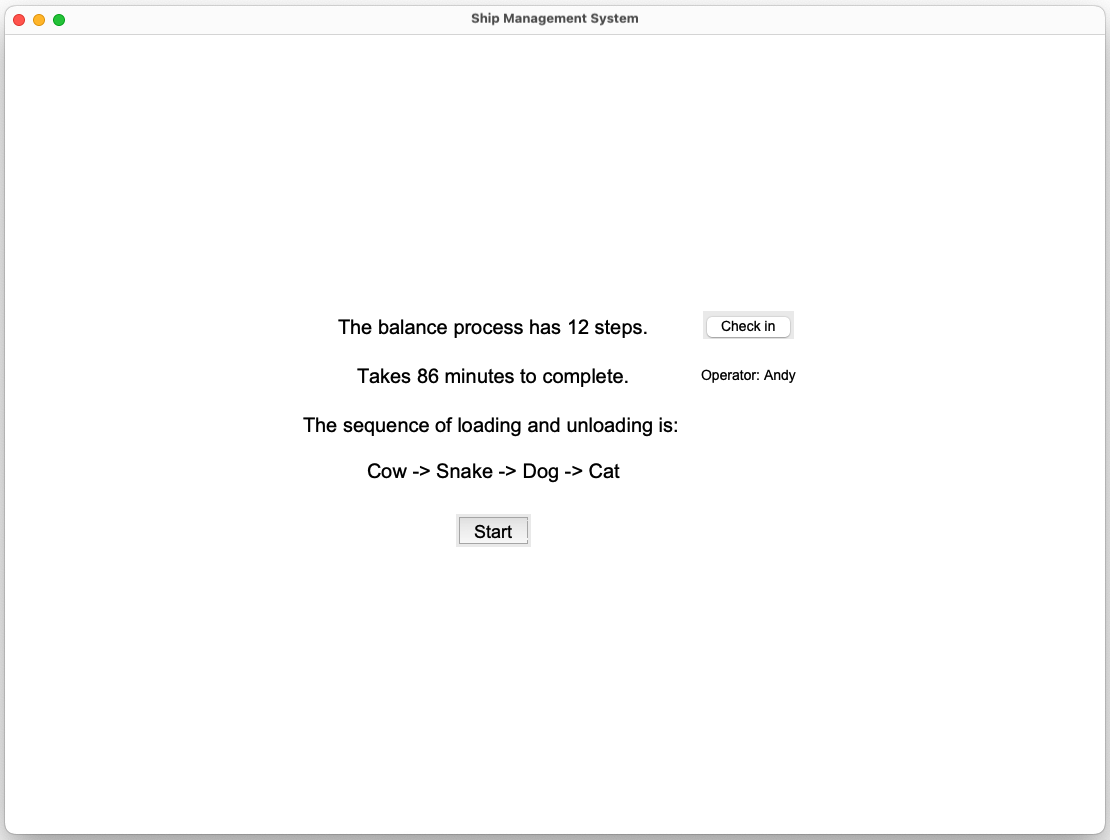 Ship Management System
The balance process has 12 steps.
Check in
Takes 86 minutes to complete.
Operator: Andy
The sequence of loading and unloading is:
Cow -> Snake -> Dog -> Cat
Start